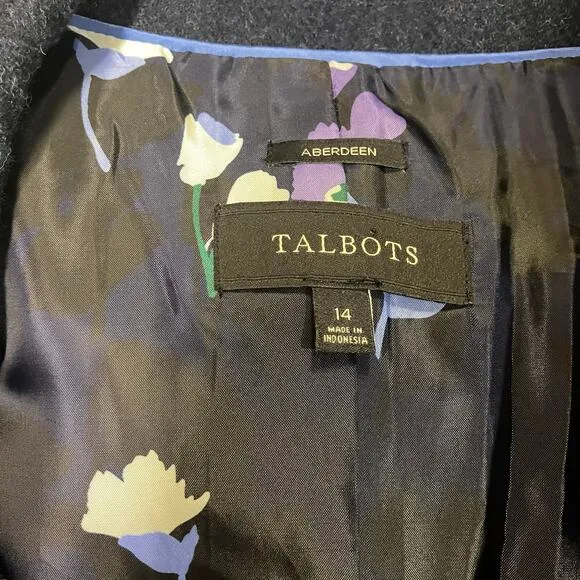 ABERDEEN
TALBOTS
14
MADE IN
INDONESIA